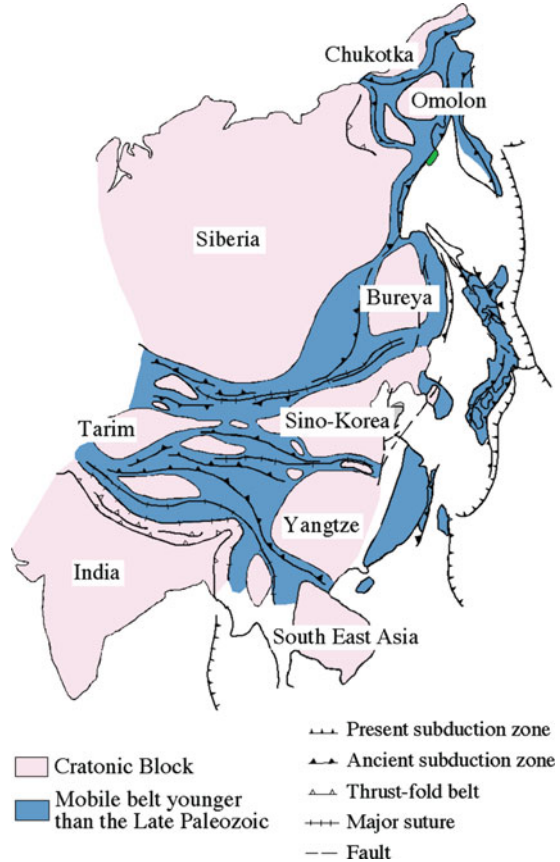 Chukotka
Omolon
Siberia
Bureya
Tarim
Sino-Korea
Yangtze
India
South East Asia
Cratonic Block
Mobile belt younger
than the Late Paleozoic
Present subduction zone
Ancient subduction zone
Thrust-fold belt
Major suture
Fault